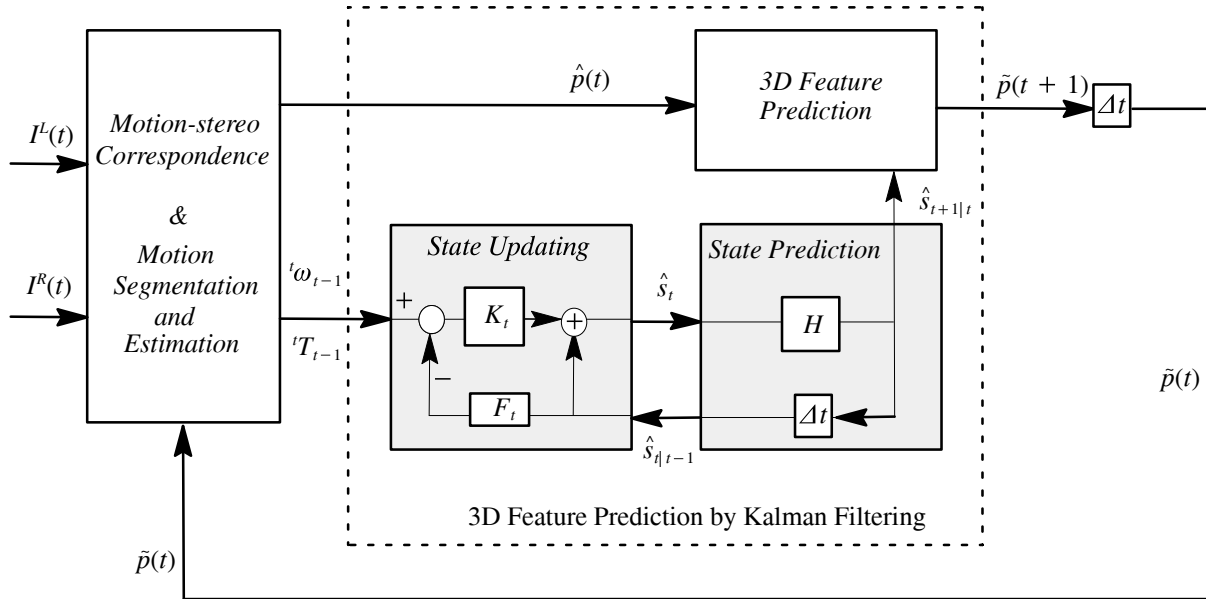 I^L(t)
I^R(t)
Motion-stereo
Correspondence
&
Motion
Segmentation
and
Estimation
p̂(t)
3D Feature
Prediction
p̃(t + 1)
Δt
ŝ_{t+1|t}
^tω_{t−1}
^tT_{t−1}
State Updating
+
K_t
+
−
F_t
ŝ_t
State Prediction
H
Δt
ŝ_{t|t−1}
p̃(t)
3D Feature Prediction by Kalman Filtering
p̃(t)